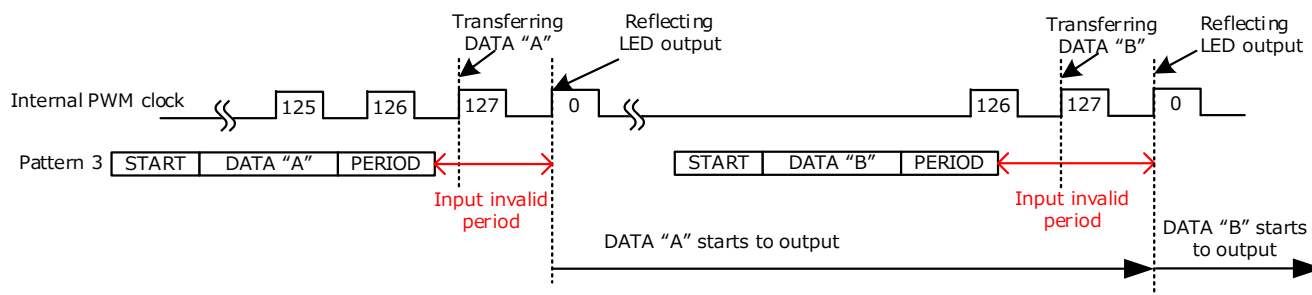 Transferring
DATA “A”
Reflecting
LED output
Transferring
DATA “B”
Reflecting
LED output
Internal PWM clock
125
126
127
0
126
127
0
Pattern 3
START
DATA “A”
PERIOD
START
DATA “B”
PERIOD
Input invalid
period
Input invalid
period
DATA “A” starts to output
DATA “B” starts
to output